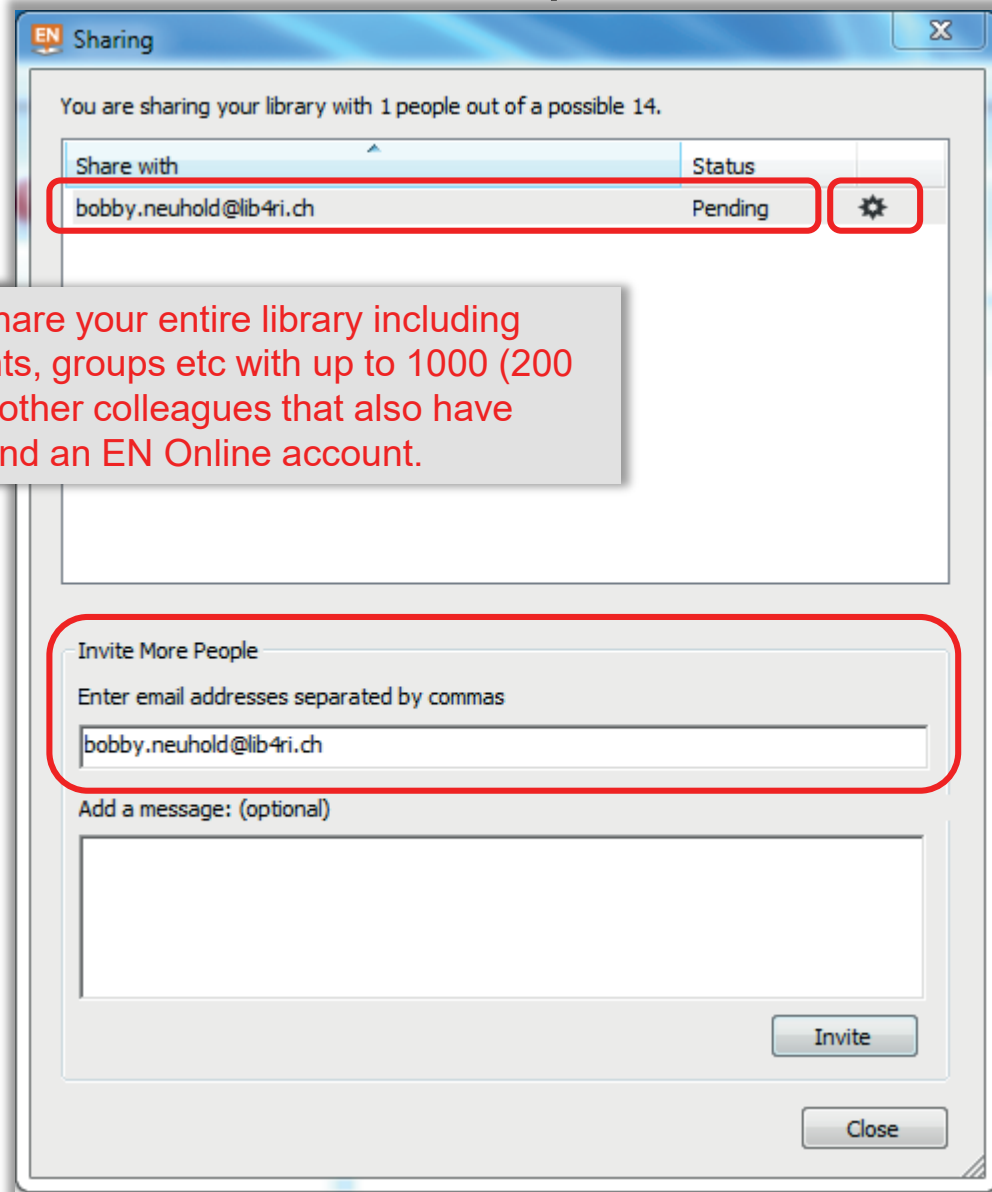 EN Sharing
You are sharing your library with 1 people out of a possible 14.
Share with Status
bobby.neuhold@lib4ri.ch Pending
your entire library including
groups etc with up to 1000 (200
other colleagues that also have
an EN Online account.
Invite More People
Enter email addresses separated by commas
bobby.neuhold@lib4ri.ch
Add a message: (optional)
Invite
Close